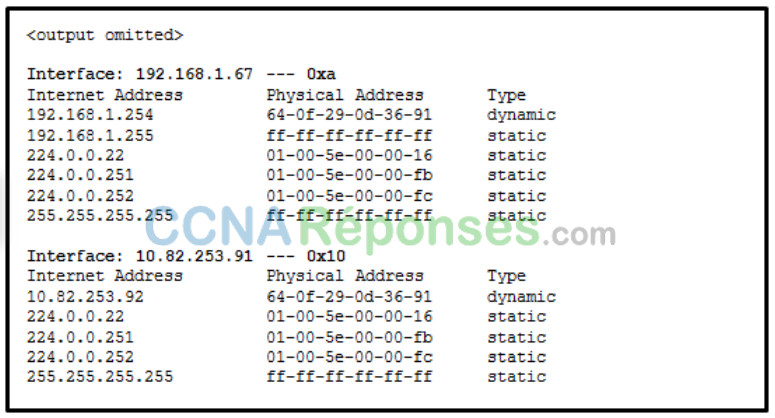 <output omitted>
Interface: 192.168.1.67 --- 0xa
Internet Address Physical Address Type
192.168.1.254 64-0f-29-0d-36-91 dynamic
192.168.1.255 ff-ff-ff-ff-ff-ff static
224.0.0.22 01-00-5e-00-00-16 static
224.0.0.251 01-00-5e-00-00-fb static
224.0.0.252 01-00-5e-00-00-fc static
255.255.255.255 ff-ff-ff-ff-ff-ff static
CCNARéponses.com
Interface: 10.82.253.91 --- 0x10
Internet Address Physical Address Type
10.82.253.92 64-0f-29-0d-36-91 dynamic
224.0.0.22 01-00-5e-00-00-16 static
224.0.0.251 01-00-5e-00-00-fb static
224.0.0.252 01-00-5e-00-00-fc static
255.255.255.255 ff-ff-ff-ff-ff-ff static